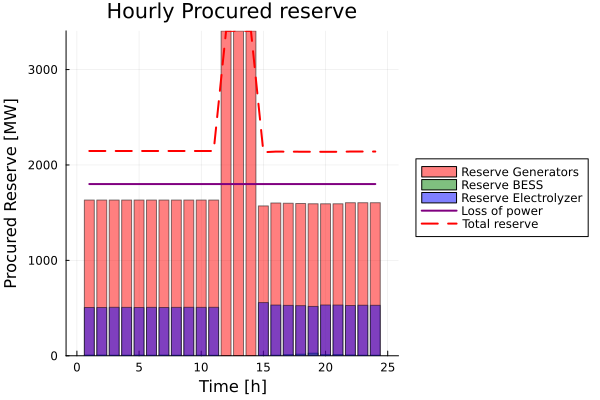 Hourly Procured reserve
Procured Reserve [MW]
3000
2000
1000
0
0 5 10 15 20 25
Time [h]
Reserve Generators
Reserve BESS
Reserve Electrolyzer
Loss of power
Total reserve